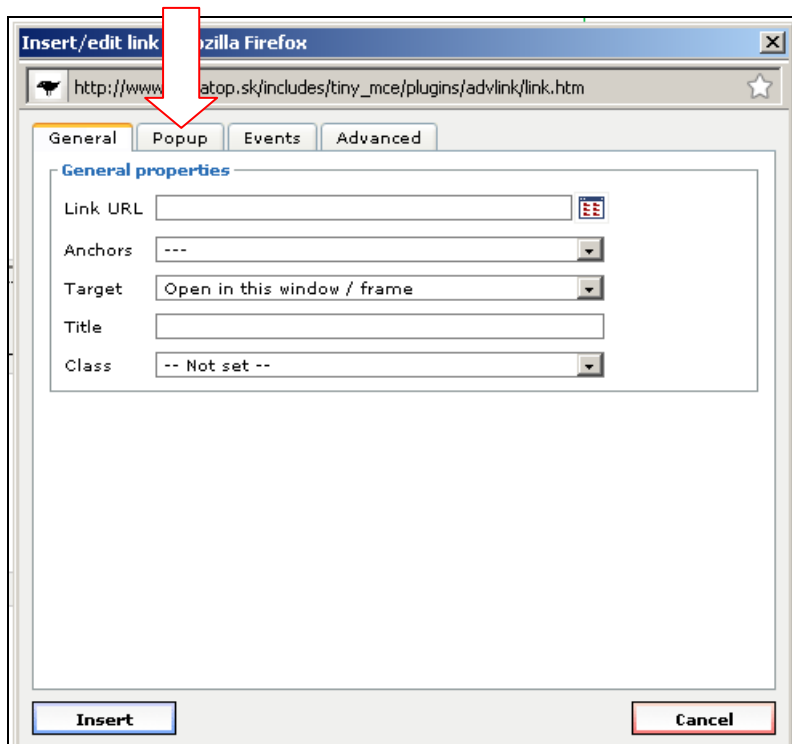 Insert/edit link zilla Firefox
http://www. atop.sk/includes/tiny_mce/plugins/advlink/link.htm
General Popup Events Advanced
General properties
Link URL
Anchors ---
Target Open in this window / frame
Title
Class -- Not set --
Insert Cancel